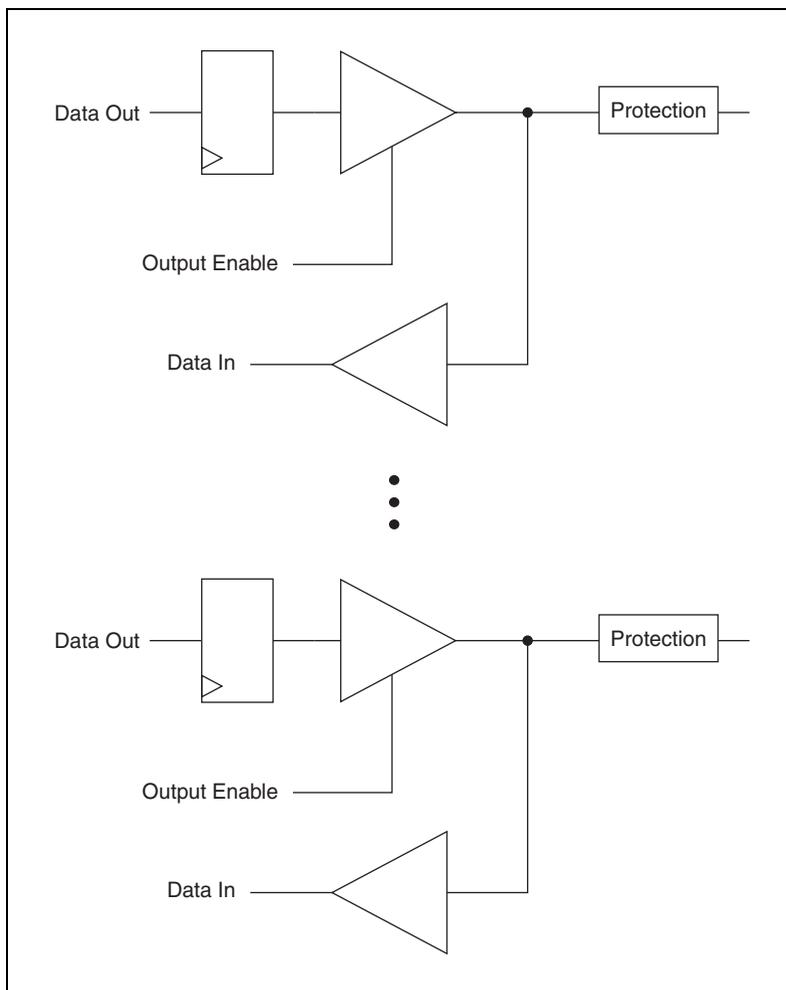 Data Out
Protection
Output Enable
Data In
Data Out
Protection
Output Enable
Data In